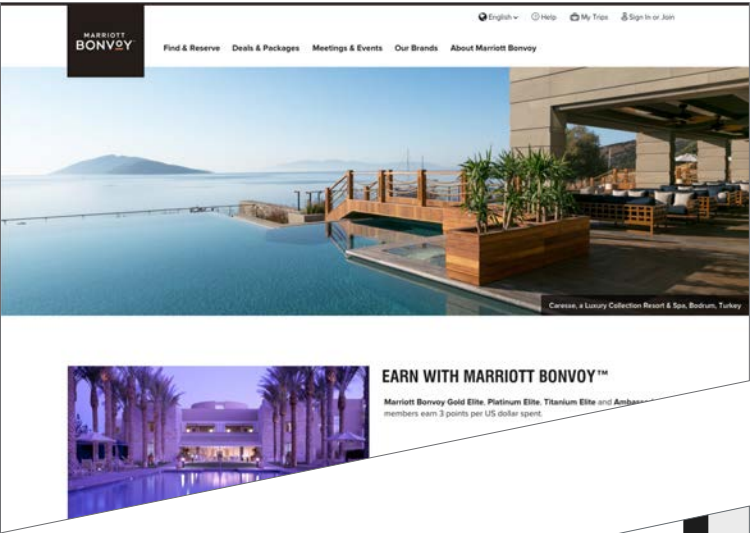 English Help My Trips Sign In or Join
MARRIOTT
BONVOY
Find & Reserve Deals & Packages Meetings & Events Our Brands About Marriott Bonvoy
Caresse, a Luxury Collection Resort & Spa, Bodrum, Turkey
EARN WITH MARRIOTT BONVOY™
Marriott Bonvoy Gold Elite, Platinum Elite, Titanium Elite and
members earn 3 points per US dollar spent.